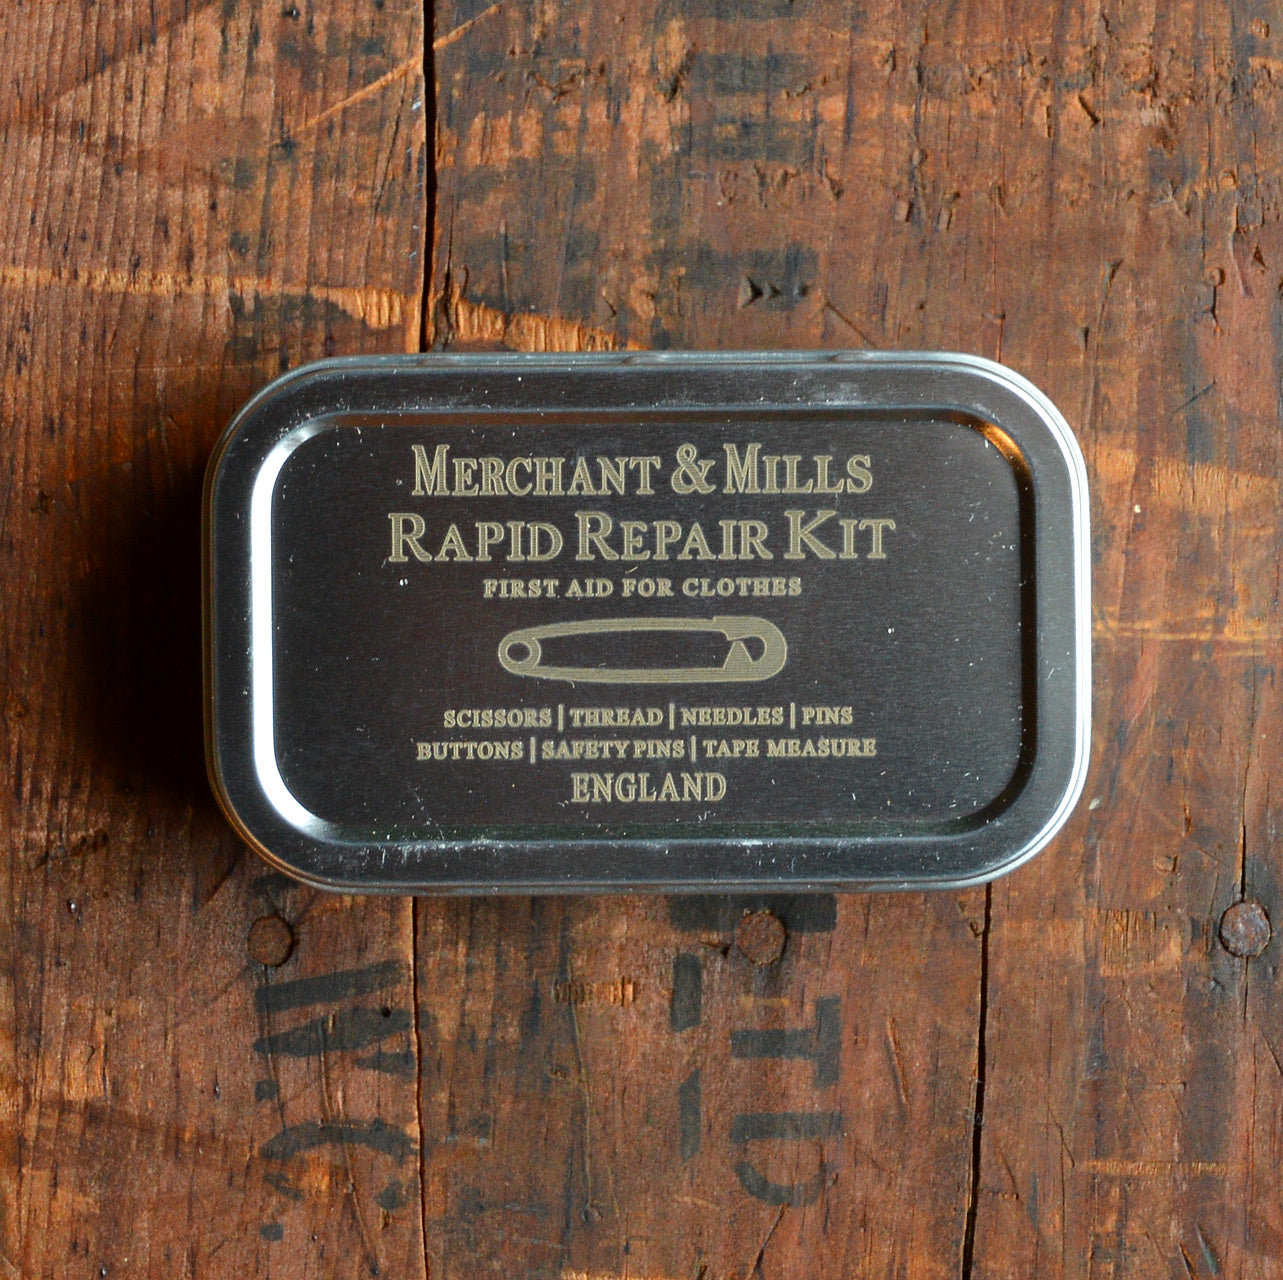 MERCHANT & MILLS
RAPID REPAIR KIT
FIRST AID FOR CLOTHES
SCISSORS | THREAD | NEEDLES | PINS
BUTTONS | SAFETY PINS | TAPE MEASURE
ENGLAND
LTD